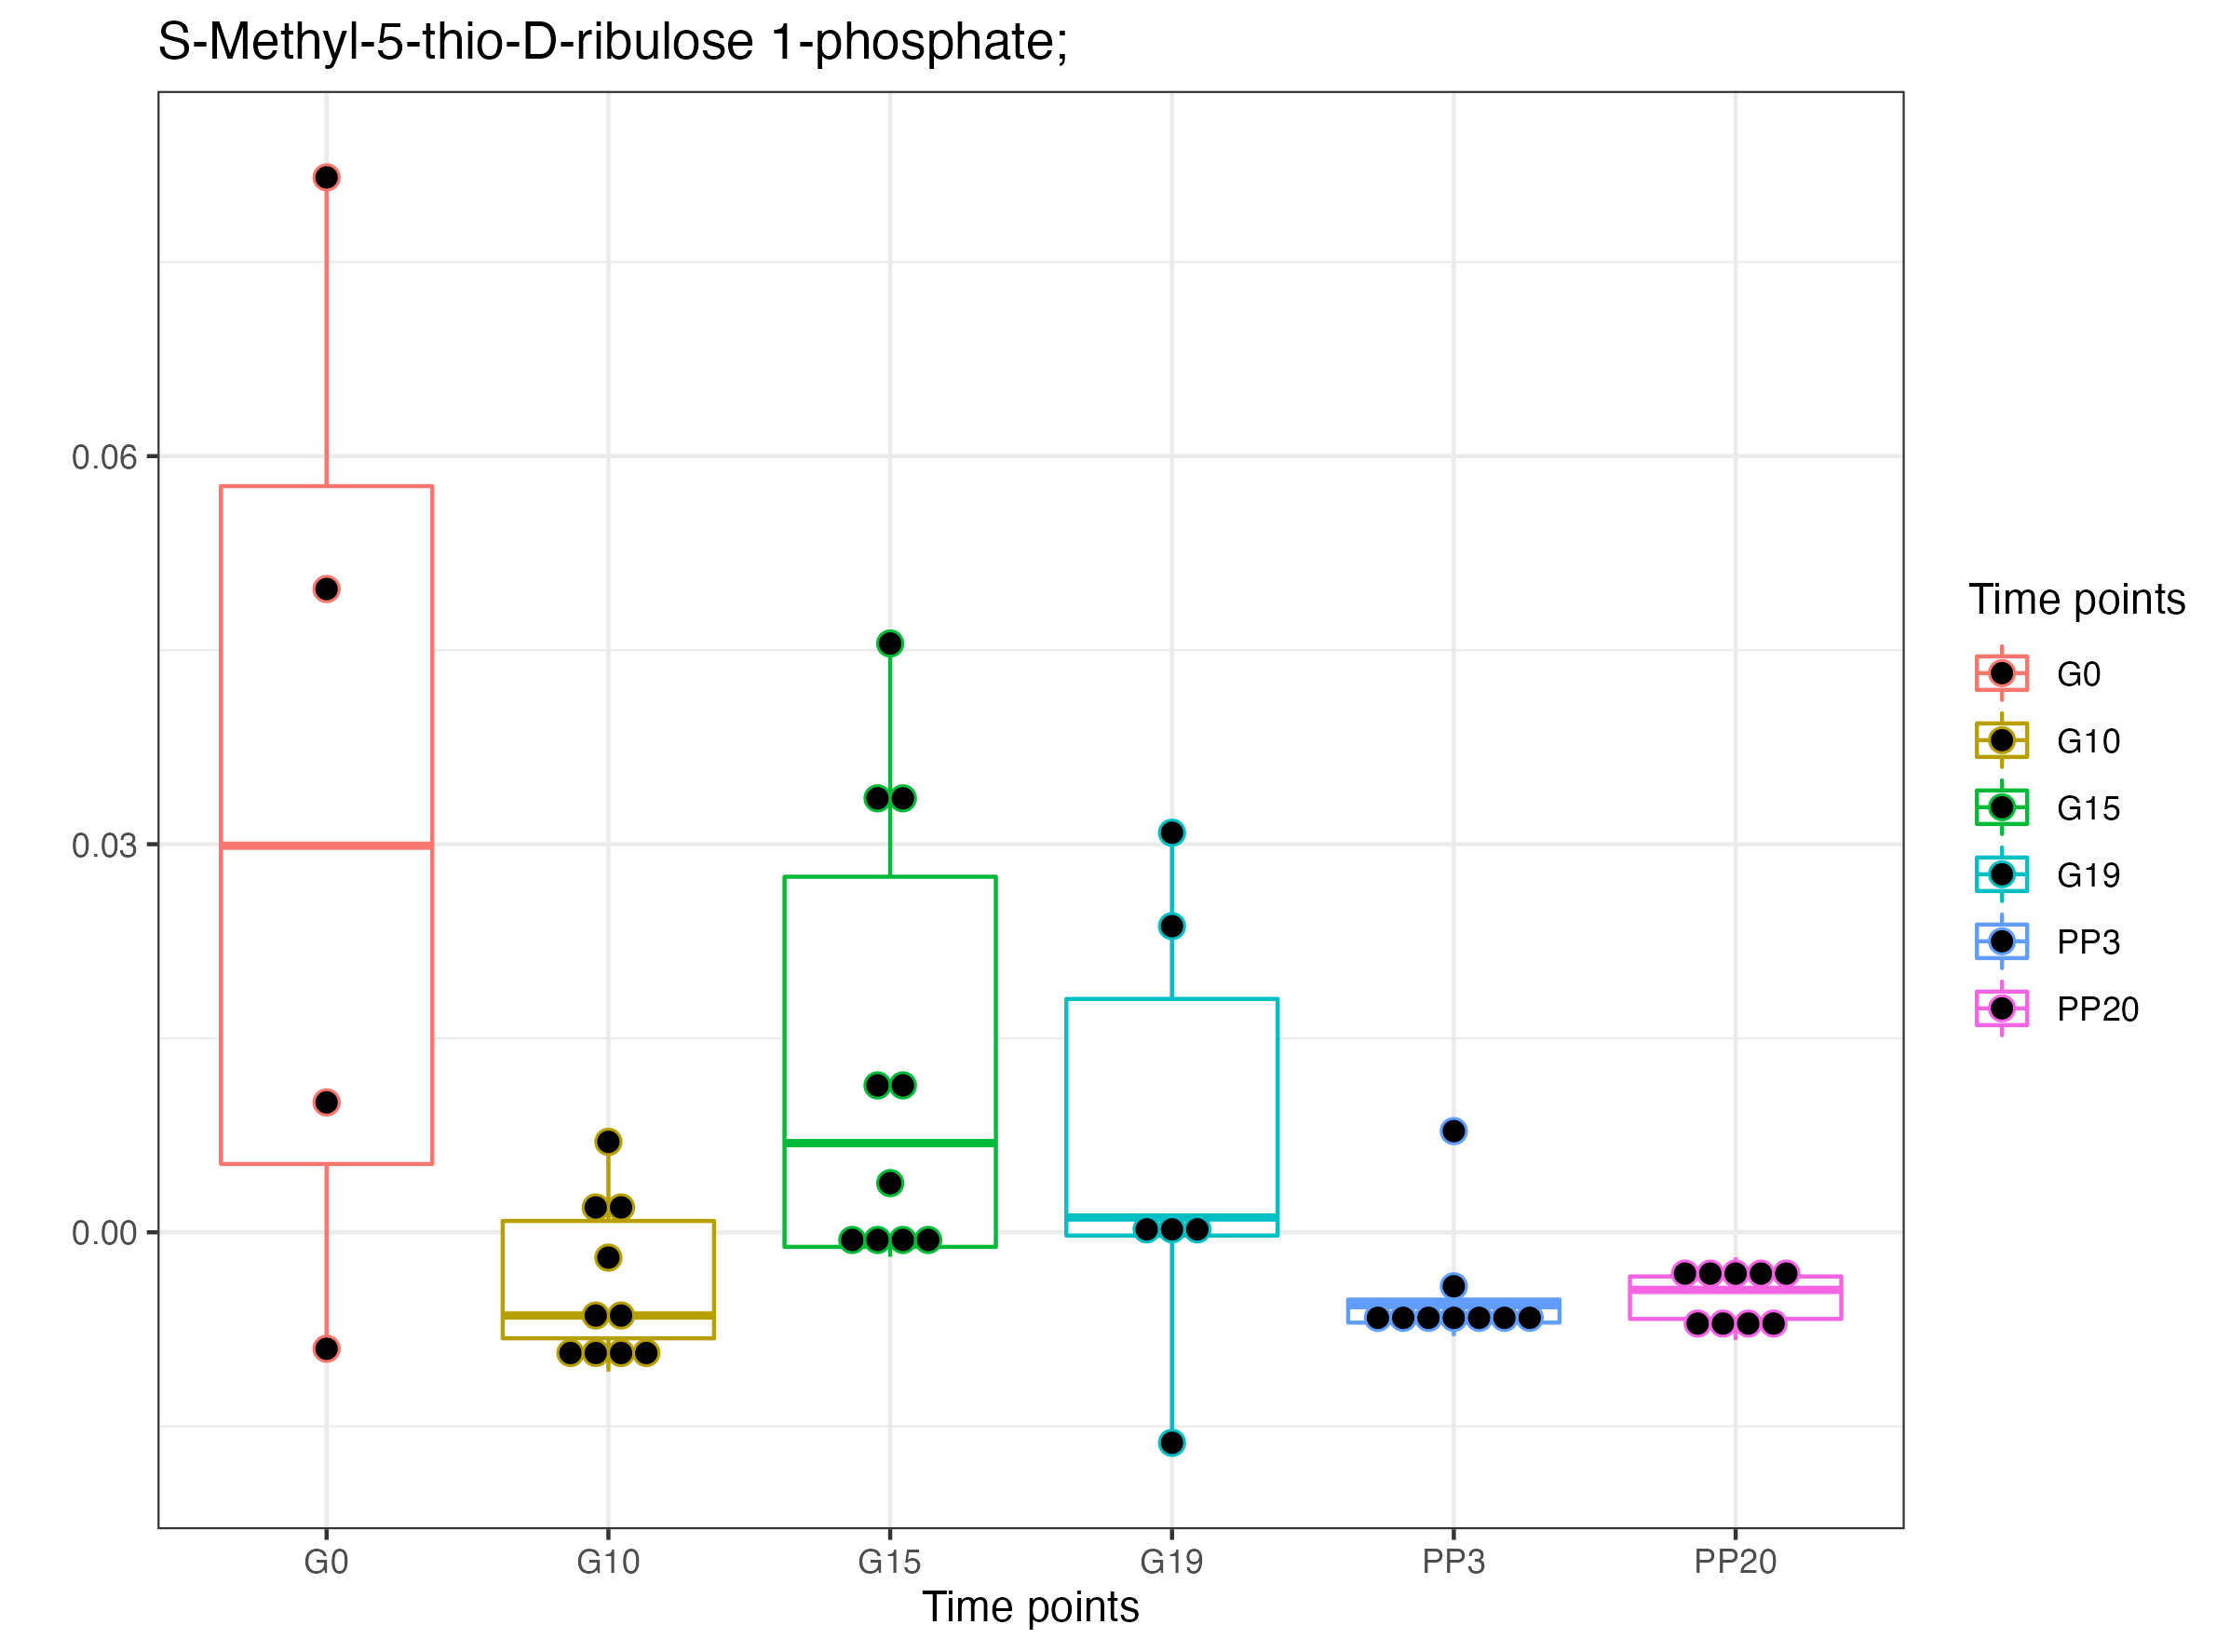 S-Methyl-5-thio-D-ribulose 1-phosphate;
0.06
0.03
0.00
G0 G10 G15 G19 PP3 PP20
Time points
Time points
G0
G10
G15
G19
PP3
PP20